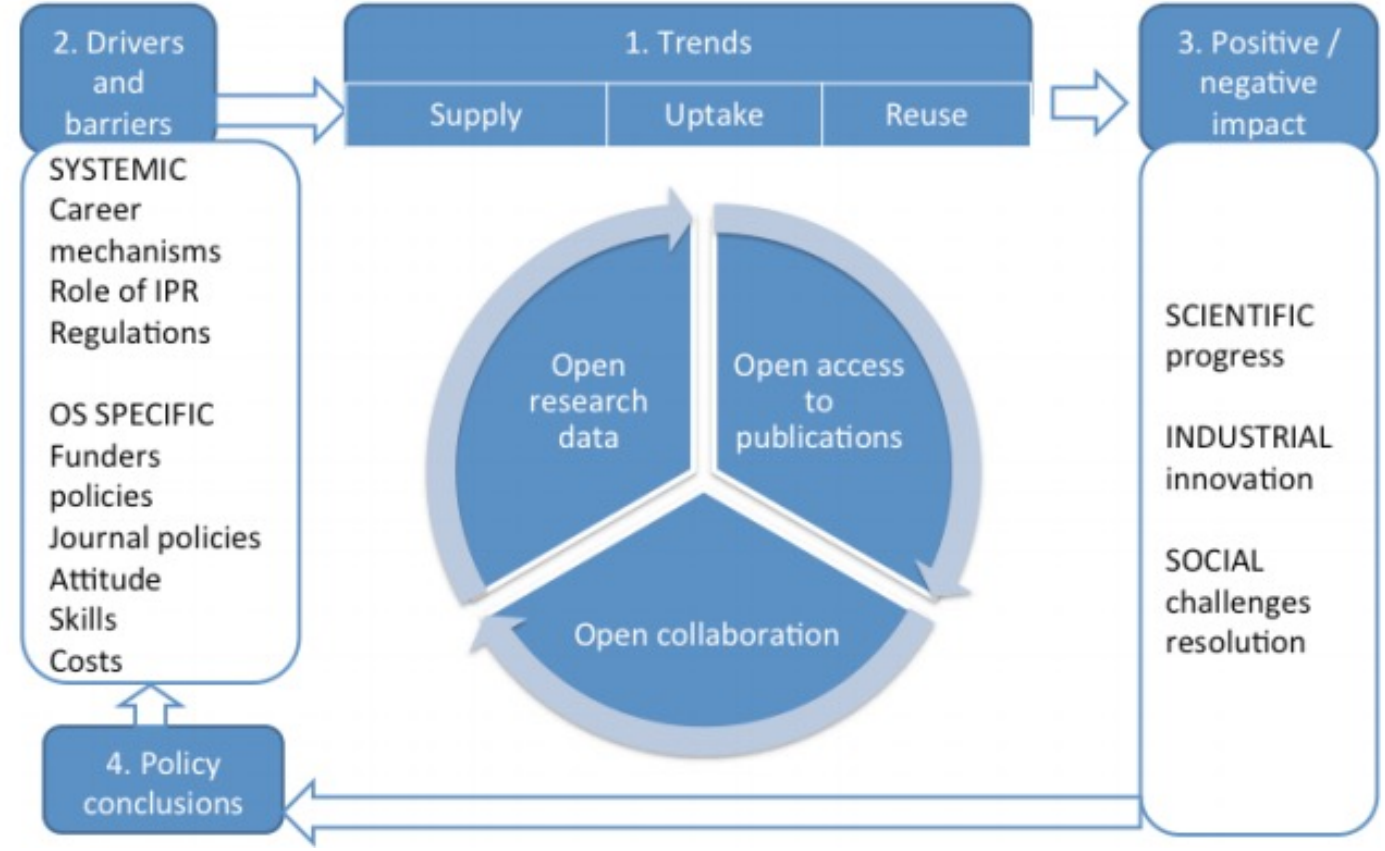 2. Drivers
and
barriers
SYSTEMIC
Career
mechanisms
Role of IPR
Regulations
OS SPECIFIC
Funders
policies
Journal policies
Attitude
Skills
Costs
4. Policy
conclusions
1. Trends
Supply
Uptake
Reuse
Open
research
data
Open access
to
publications
Open collaboration
3. Positive /
negative
impact
SCIENTIFIC
progress
INDUSTRIAL
innovation
SOCIAL
challenges
resolution